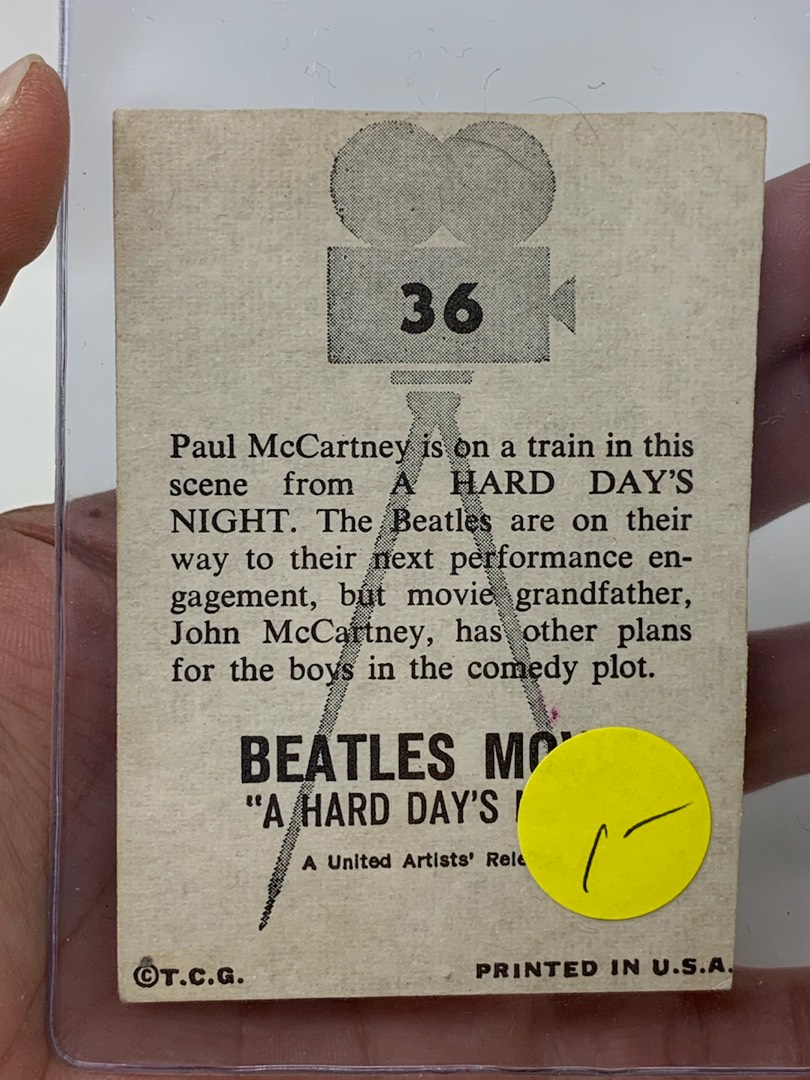 36
Paul McCartney is on a train in this
scene from A HARD DAY'S
NIGHT. The Beatles are on their
way to their next performance en-
gagement, but movie grandfather,
John McCartney, has other plans
for the boys in the comedy plot.
BEATLES
"A HARD DAY'S
A United Artists'
©T.C.G.
PRINTED IN U.S.A.